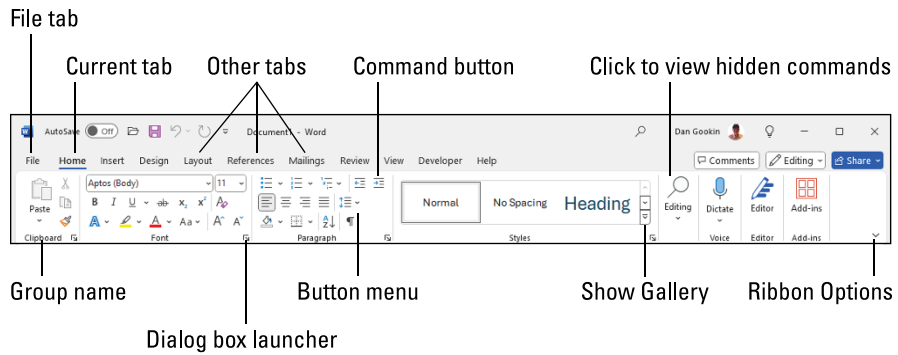 File tab
Current tab Other tabs Command button Click to view hidden commands
AutoSave Off Document1 - Word Dan Gookin
File Home Insert Design Layout References Mailings Review View Developer Help Comments Editing Share
Aptos (Body) 11
Paste B I U ab x₂ x² A Normal No Spacing Heading Editing Dictate Editor Add-ins
A A Aa A A A Z ¶
Clipboard Font Paragraph Styles Voice Editor Add-ins
Group name Button menu Show Gallery Ribbon Options
Dialog box launcher